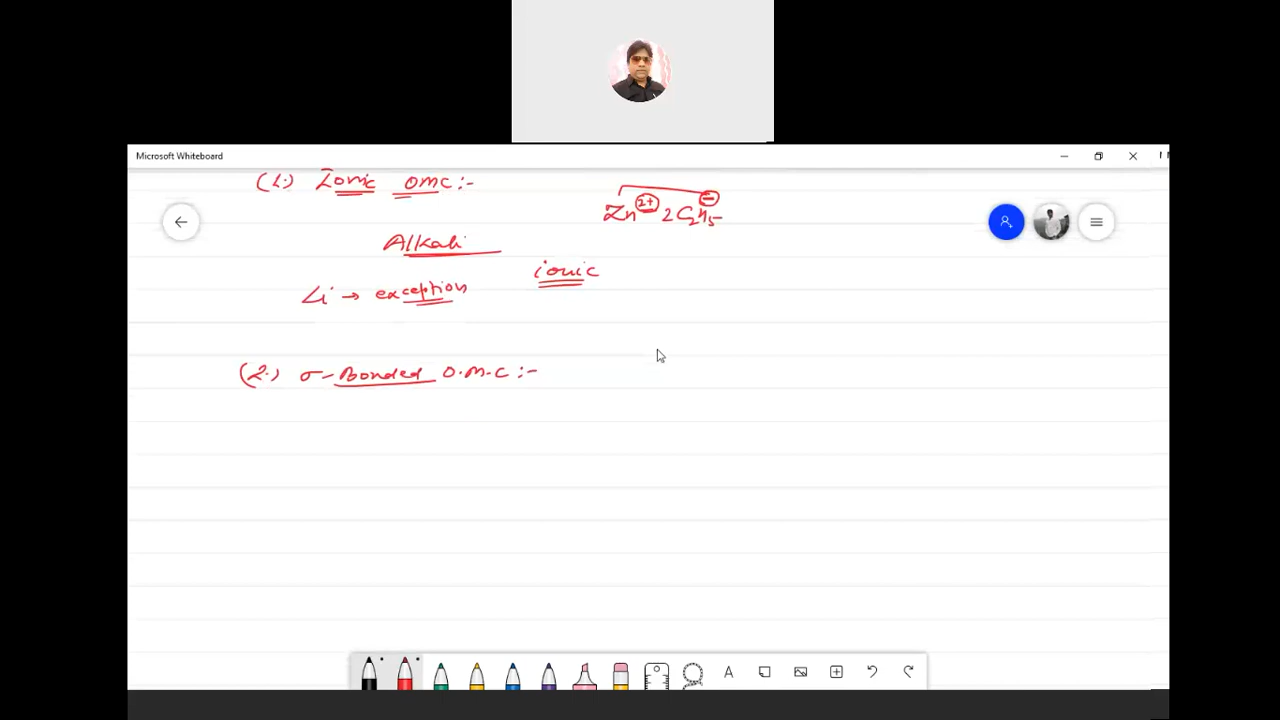 Microsoft Whiteboard
(1.) Ionic OMC :-
Zn2+ 2C2H5-
Alkali
ionic
Li → exception
(2.) σ-Bonded O.M.C :-
A